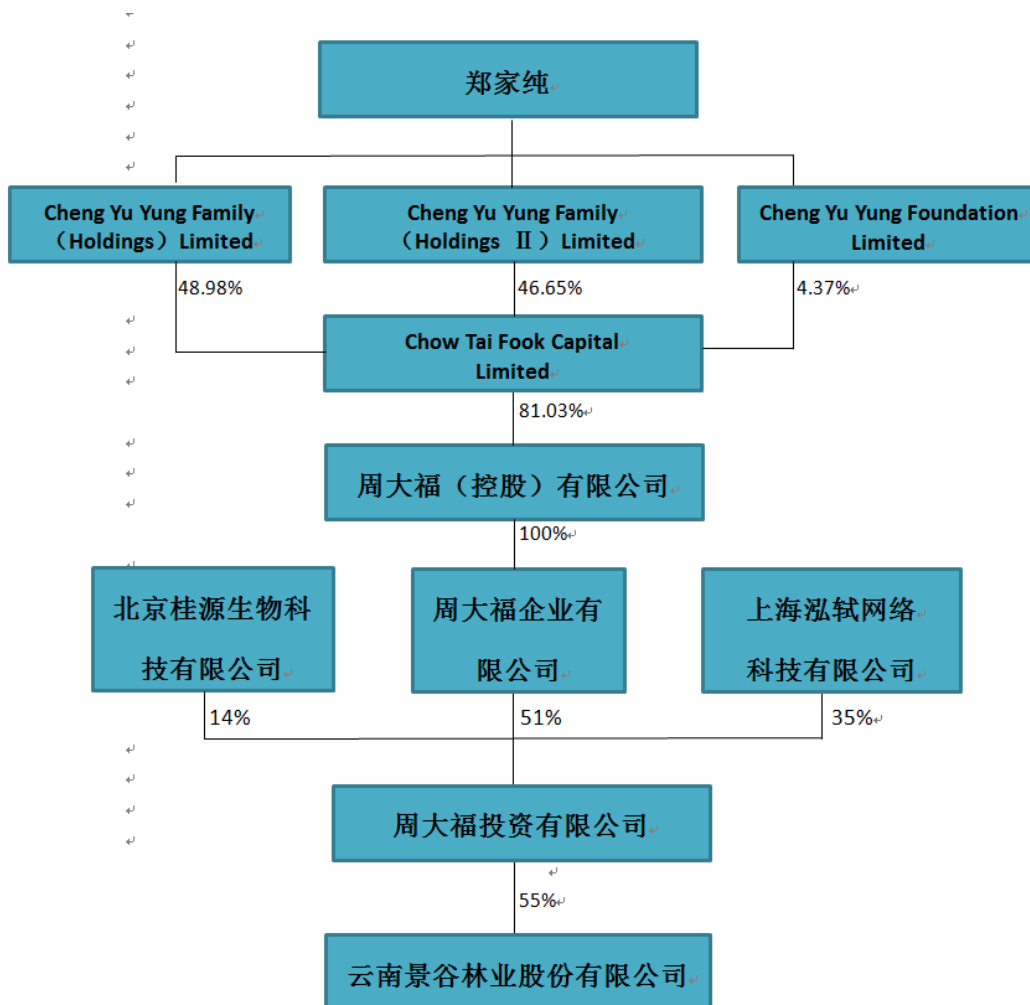 郑家纯
Cheng Yu Yung Family
（Holdings）Limited
Cheng Yu Yung Family
（Holdings Ⅱ）Limited
Cheng Yu Yung Foundation
Limited
48.98%
46.65%
4.37%
Chow Tai Fook Capital
Limited
81.03%
周大福（控股）有限公司
100%
北京桂源生物科
技有限公司
周大福企业有
限公司
上海泓轼网络
科技有限公司
14%
51%
35%
周大福投资有限公司
55%
云南景谷林业股份有限公司